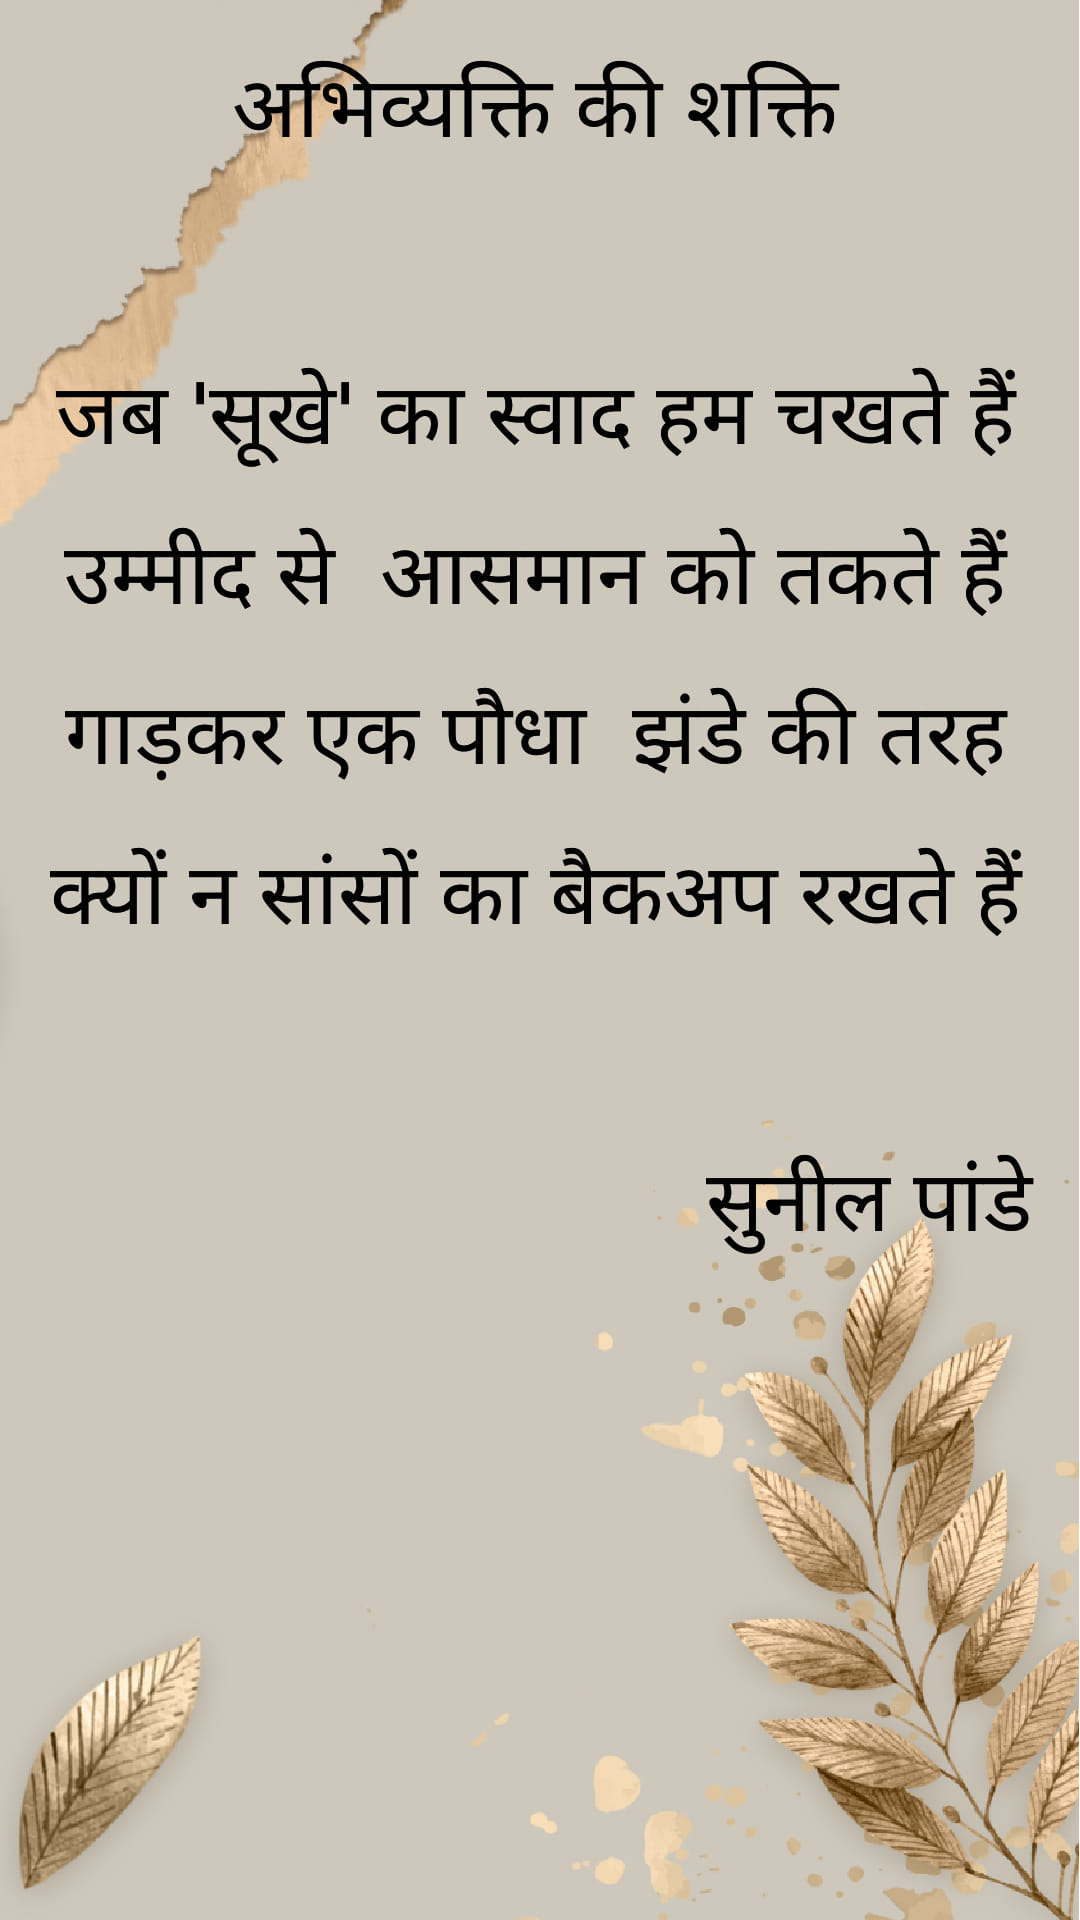 अभिव्यक्ति की शक्ति
जब 'सूखे' का स्वाद हम चखते हैं
उम्मीद से  आसमान को तकते हैं
गाड़कर एक पौधा  झंडे की तरह
क्यों न सांसों का बैकअप रखते हैं
सुनील पांडे